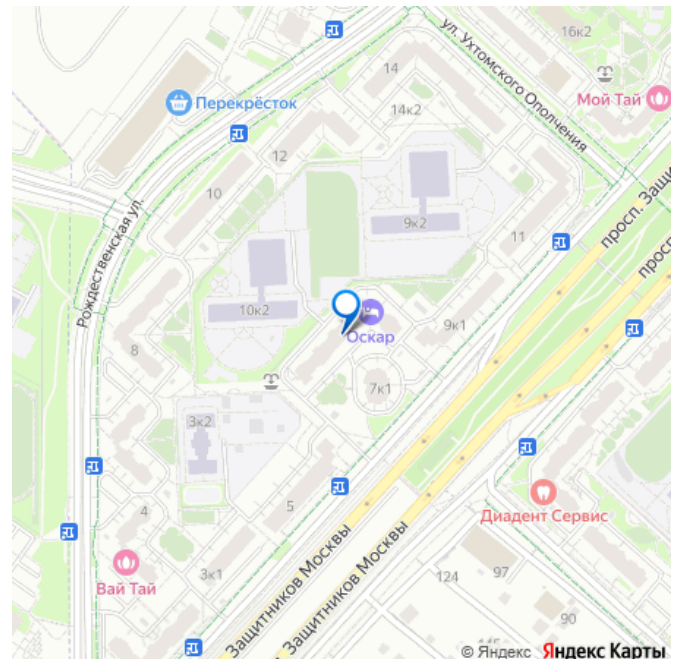 16к2
ул. Ухтомского Ополчения
14
Мой Тай
Перекрёсток
14к2
12
просп. Защи
10
Рождественская ул.
9к2
11
просп.
10к2
9к1
Оскар
8
7к1
3к2
5
Диадент Сервис
4
Защитников Москвы
Защитников Москвы
97
124
3к1
Вай Тай
90
© Яндекс Яндекс Карты